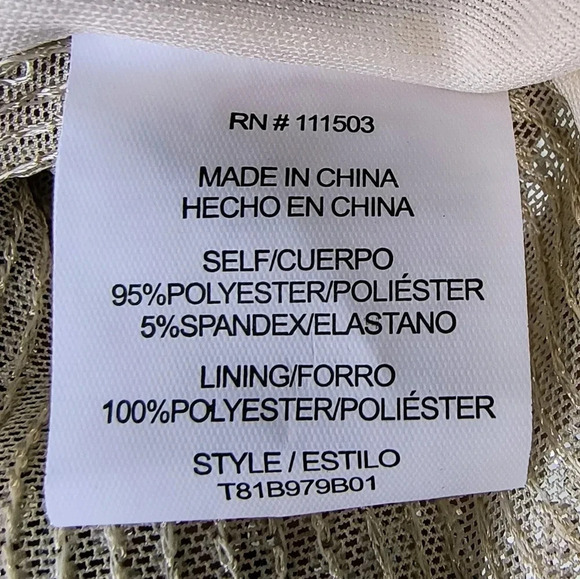 RN # 111503
MADE IN CHINA
HECHO EN CHINA
SELF/CUERPO
95%POLYESTER/POLIÉSTER
5%SPANDEX/ELASTANO
LINING/FORRO
100%POLYESTER/POLIÉSTER
STYLE / ESTILO
T81B979B01